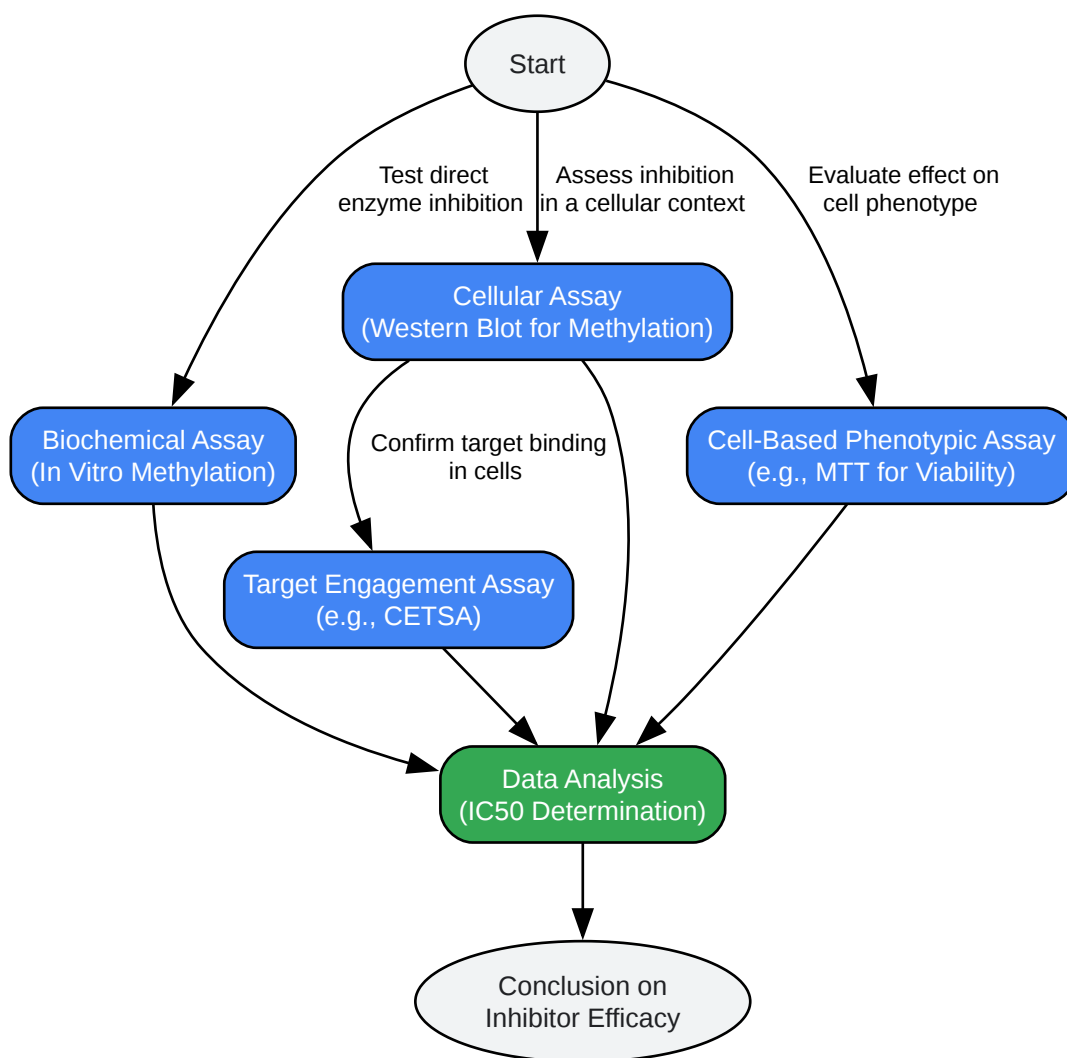 Start
Test direct
enzyme inhibition
Assess inhibition
in a cellular context
Evaluate effect on
cell phenotype
Cellular Assay
(Western Blot for Methylation)
Biochemical Assay
(In Vitro Methylation)
Confirm target binding
in cells
Cell-Based Phenotypic Assay
(e.g., MTT for Viability)
Target Engagement Assay
(e.g., CETSA)
Data Analysis
(IC50 Determination)
Conclusion on
Inhibitor Efficacy